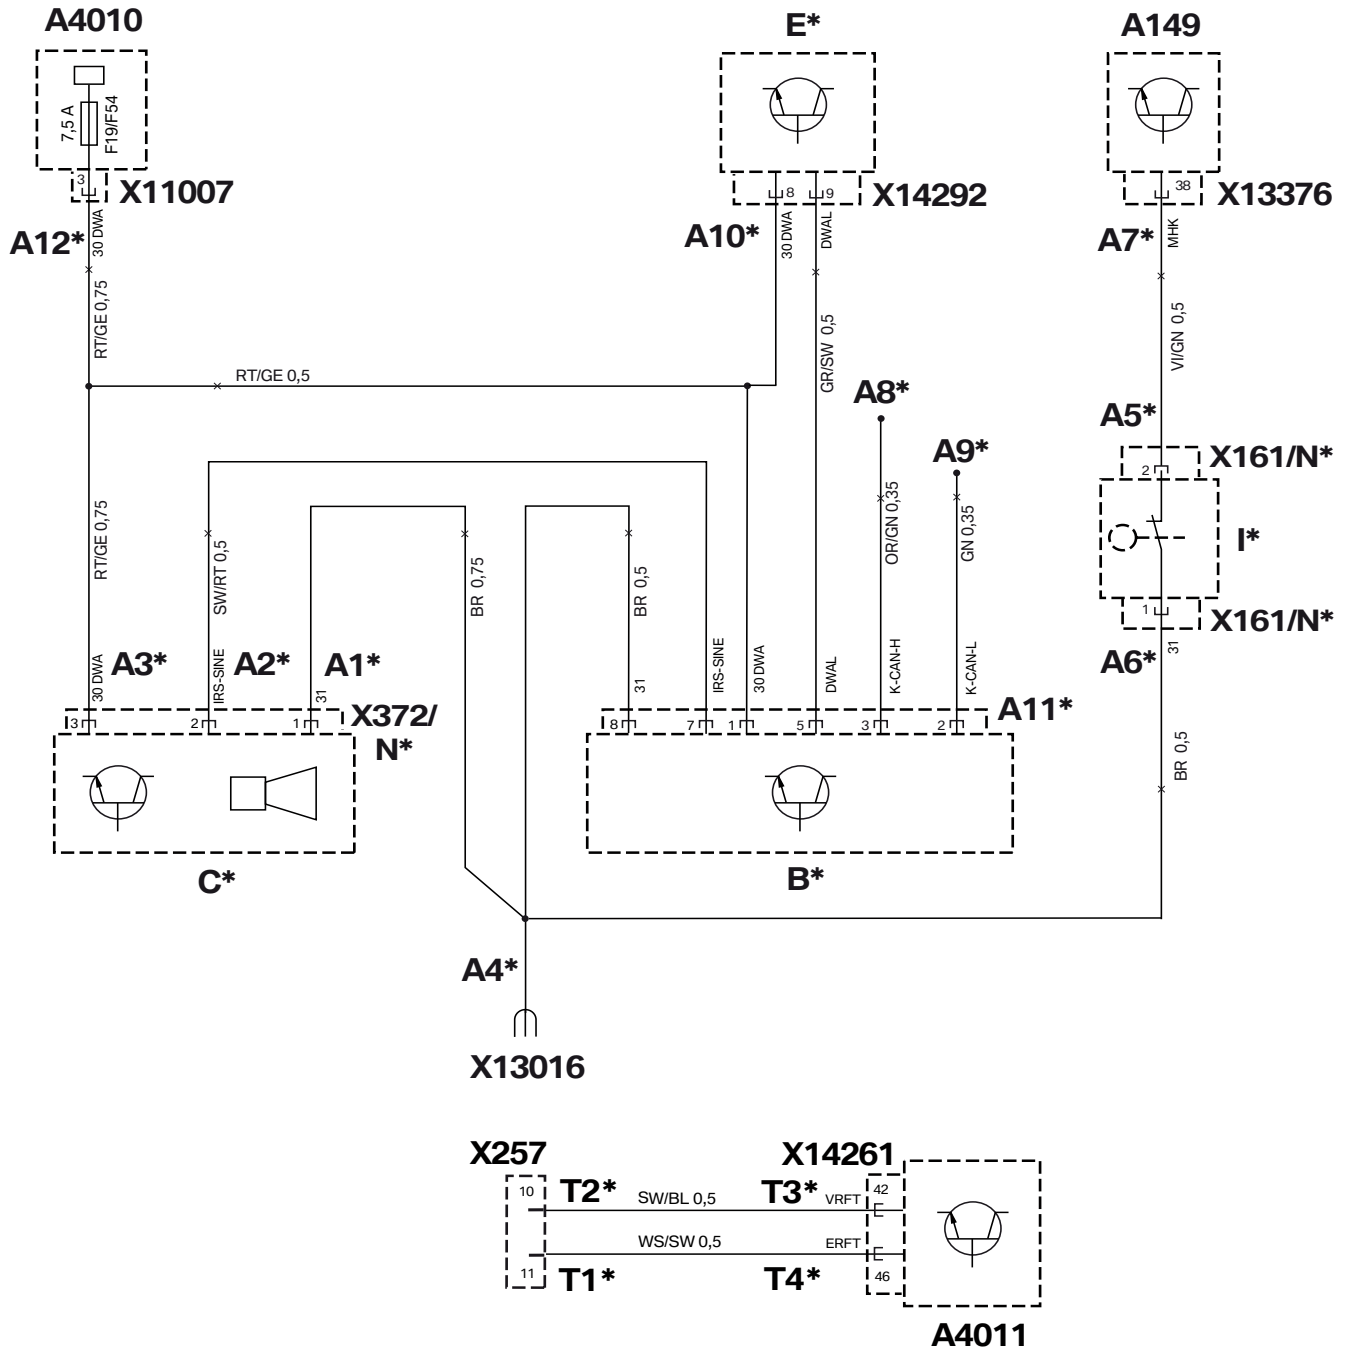 A4010
E*
A149
7,5 A
F19/F54
3
X11007
8
9
X14292
38
X13376
A12*
30 DWA
A10*
30 DWA
DWAL
A7*
MHK
RT/GE 0,75
GR/SW 0,5
VI/GN 0,5
RT/GE 0,5
A8*
A5*
A9*
X161/N*
2
RT/GE 0,75
SW/RT 0,5
BR 0,75
BR 0,5
OR/GN 0,35
GN 0,35
I*
1
X161/N*
A3*
30 DWA
A2*
IRS-SINE
A1*
31
31
IRS-SINE
30 DWA
DWAL
K-CAN-H
K-CAN-L
A6*
31
3
2
1
X372/
N*
8
7
1
5
3
2
A11*
BR 0,5
C*
B*
A4*
X13016
X257
X14261
10
T2*
SW/BL 0,5
T3*
VRFT
42
WS/SW 0,5
ERFT
11
T1*
T4*
46
A4011